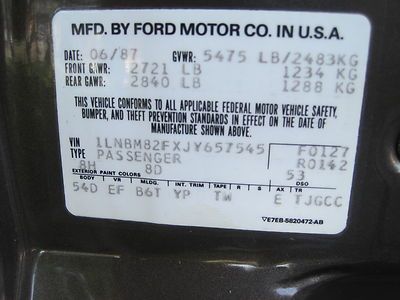 MFD. BY FORD MOTOR CO. IN U.S.A.
DATE: 06/87 GVWR: 5475 LB/2483KG
FRONT GAWR: 2721 LB 1234 KG
REAR GAWR: 2840 LB 1288 KG
THIS VEHICLE CONFORMS TO ALL APPLICABLE FEDERAL MOTOR VEHICLE SAFETY,
BUMPER, AND THEFT PREVENTION STANDARDS IN EFFECT ON THE DATE OF
MANUFACTURE SHOWN ABOVE.
VIN 1LNBM82FXJY657545 F0127
TYPE PASSENGER R0142
8H 8D 53
EXTERIOR PAINT COLORS DSO
BODY VR MLDG. INT. TRIM TAPE R S AX TR
54D EF B6T YP TW E TJGCC
E7EB-5820472-AB